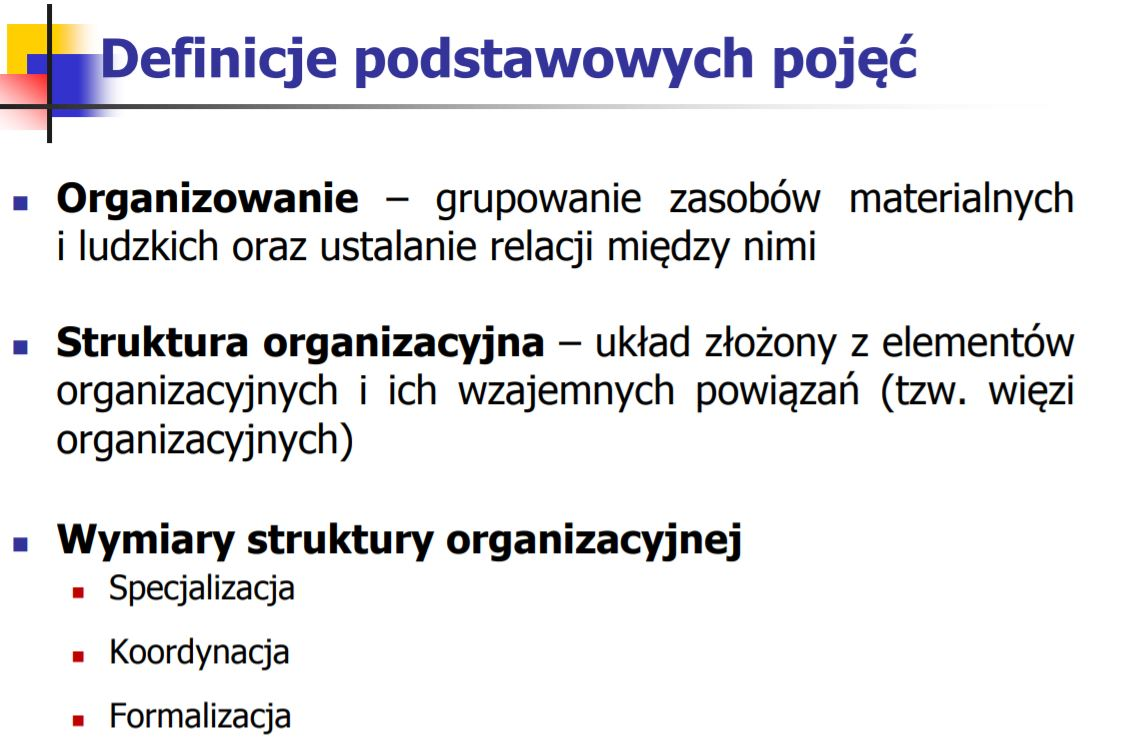 Definicje podstawowych pojęć
Organizowanie – grupowanie zasobów materialnych
i ludzkich oraz ustalanie relacji między nimi
Struktura organizacyjna – układ złożony z elementów
organizacyjnych i ich wzajemnych powiązań (tzw. więzi
organizacyjnych)
Wymiary struktury organizacyjnej
Specjalizacja
Koordynacja
Formalizacja